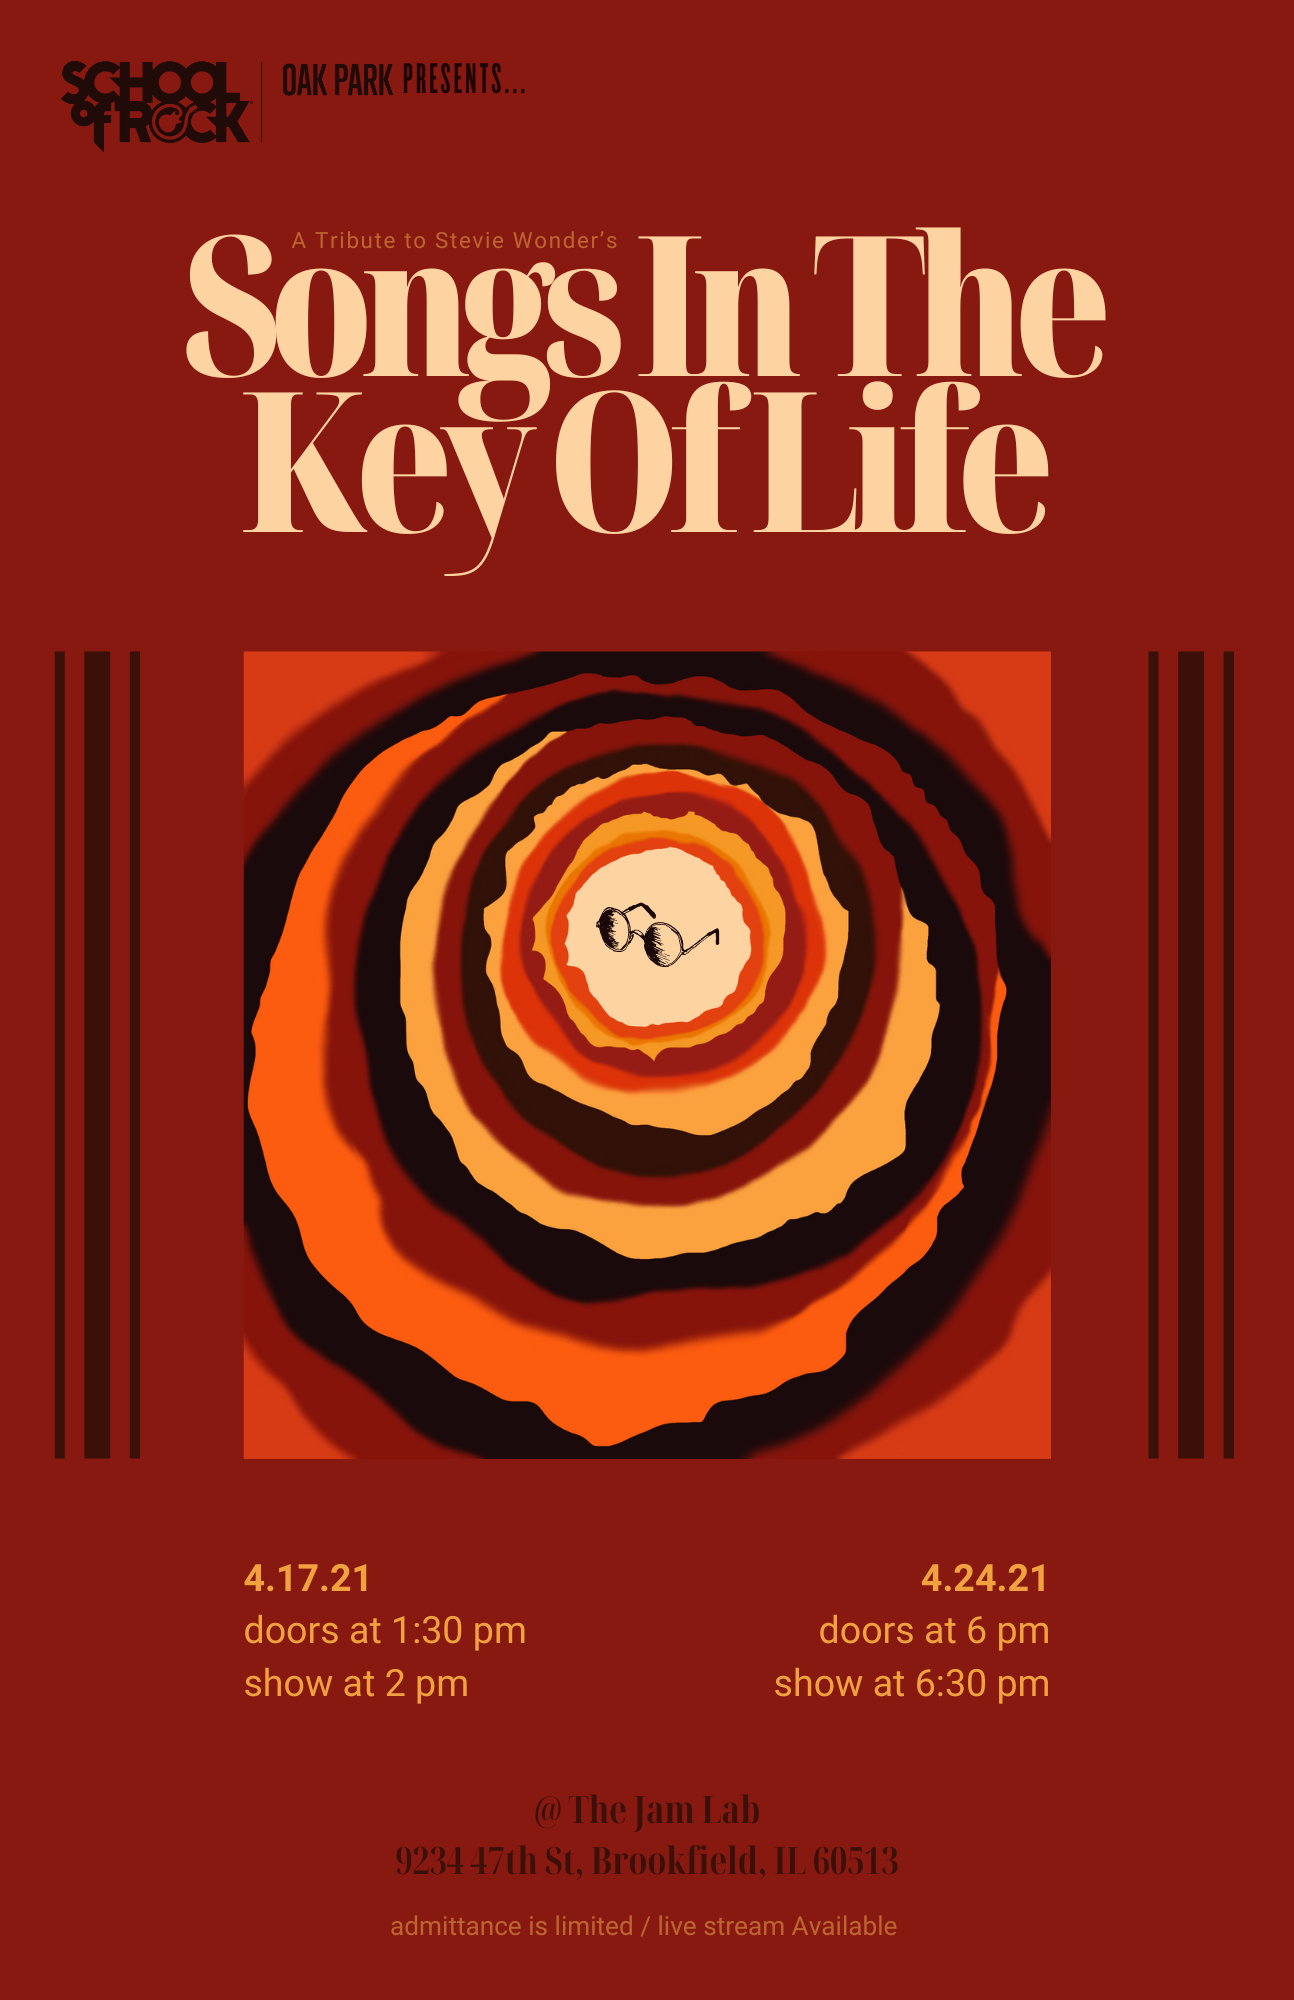 SCHOOL
of ROCK
OAK PARK PRESENTS...
A Tribute to Stevie Wonder's
Songs In The
Key Of Life
4.17.21
doors at 1:30 pm
show at 2 pm
4.24.21
doors at 6 pm
show at 6:30 pm
@ The Jam Lab
9234 47th St, Brookfield, IL 60513
admittance is limited / live stream Available